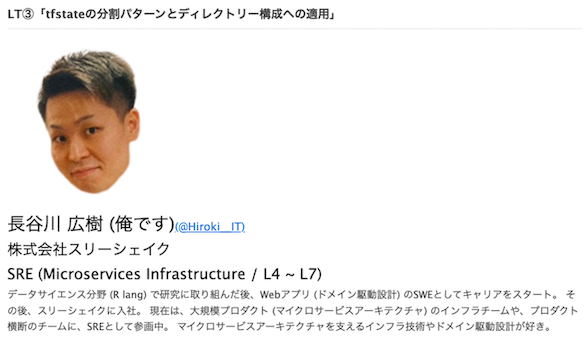 LT③「tfstateの分割パターンとディレクトリー構成への適用」
長谷川 広樹 (俺です)(@Hiroki__IT)
株式会社スリーシェイク
SRE (Microservices Infrastructure / L4 ~ L7)
データサイエンス分野 (R lang) で研究に取り組んだ後、Webアプリ (ドメイン駆動設計) のSWEとしてキャリアをスタート。 そ
の後、スリーシェイクに入社。 現在は、大規模プロダクト (マイクロサービスアーキテクチャ) のインフラチームや、プロダクト
横断のチームに、SREとして参画中。 マイクロサービスアーキテクチャを支えるインフラ技術やドメイン駆動設計が好き。